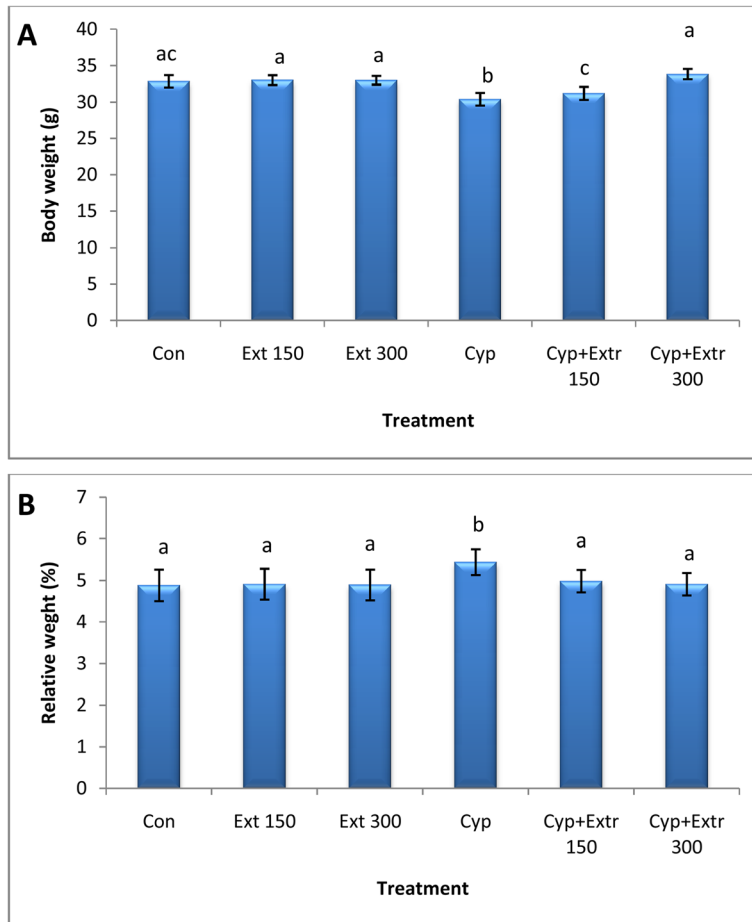 A
40
35
30
25
20
15
10
5
0
Body weight (g)
ac
a
a
b
c
a
Con
Ext 150
Ext 300
Cyp
Cyp+Extr
150
Cyp+Extr
300
Treatment
B
7
6
5
4
3
2
1
0
Relative weght (%)
a
a
a
b
a
a
Con
Ext 150
Ext 300
Cyp
Cyp+Extr
150
Cyp+Extr
300
Treatment